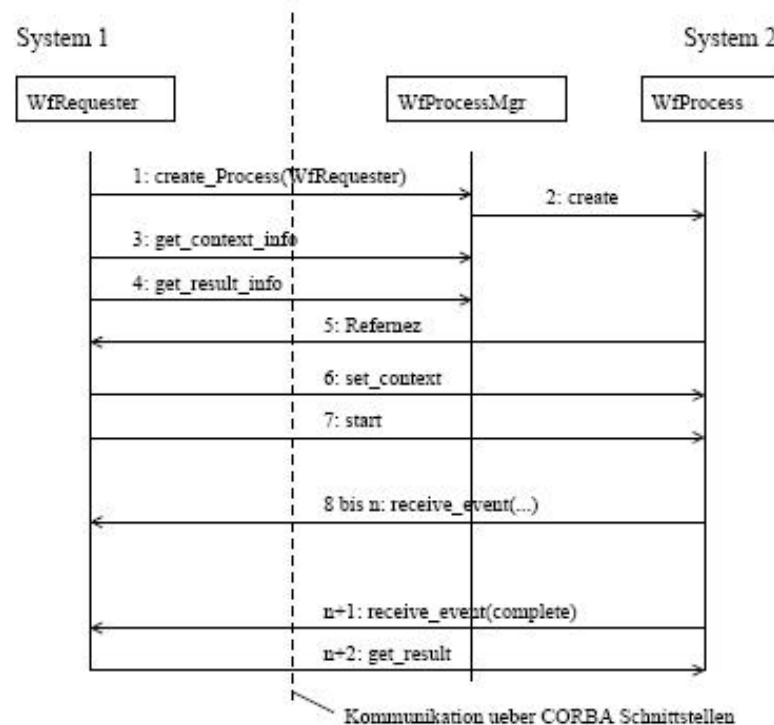 System 1
System 2
WfRequester
WfProcessMgr
WfProcess
1: create_Process(WfRequester)
2: create
3: get_context_info
4: get_result_info
5: Refernez
6: set_context
7: start
8 bis n: receive_event(...)
n+1: receive_event(complete)
n+2: get_result
Kommunikation ueber CORBA Schnittstellen